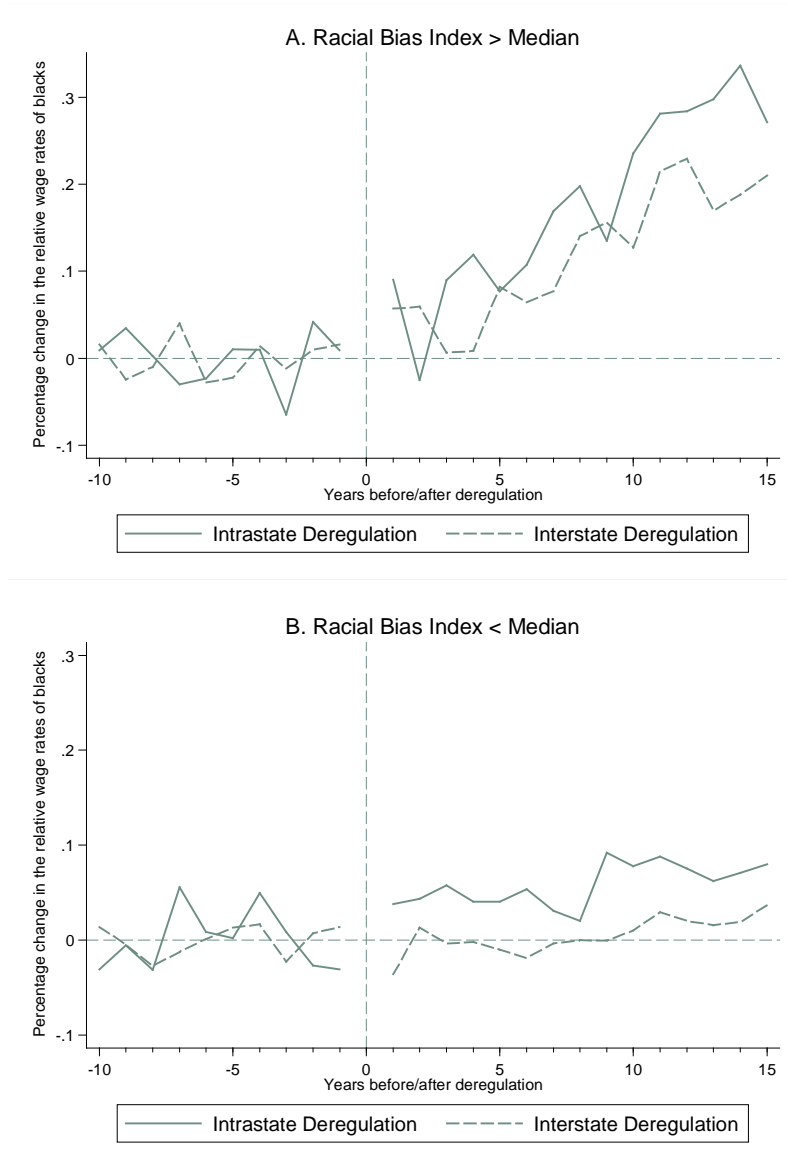 A. Racial Bias Index > Median
Percentage change in the relative wage rates of blacks
.3
.2
.1
0
-.1
-10
-5
0
5
10
15
Years before/after deregulation
Intrastate Deregulation
Interstate Deregulation
B. Racial Bias Index < Median
Percentage change in the relative wage rates of blacks
.3
.2
.1
0
-.1
-10
-5
0
5
10
15
Years before/after deregulation
Intrastate Deregulation
Interstate Deregulation